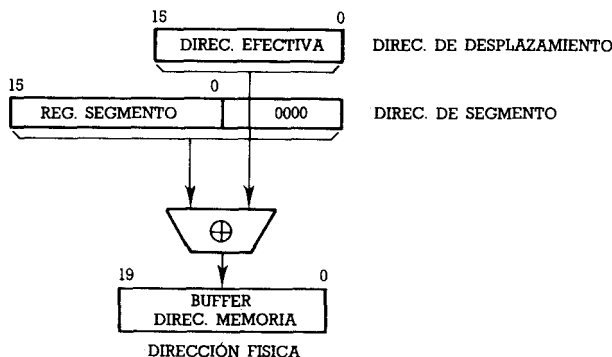 15 0
DIREC. EFECTIVA DIREC. DE DESPLAZAMIENTO
15 0
REG. SEGMENTO 0000 DIREC. DE SEGMENTO
19 0
BUFFER
DIREC. MEMORIA
DIRECCIÓN FISICA